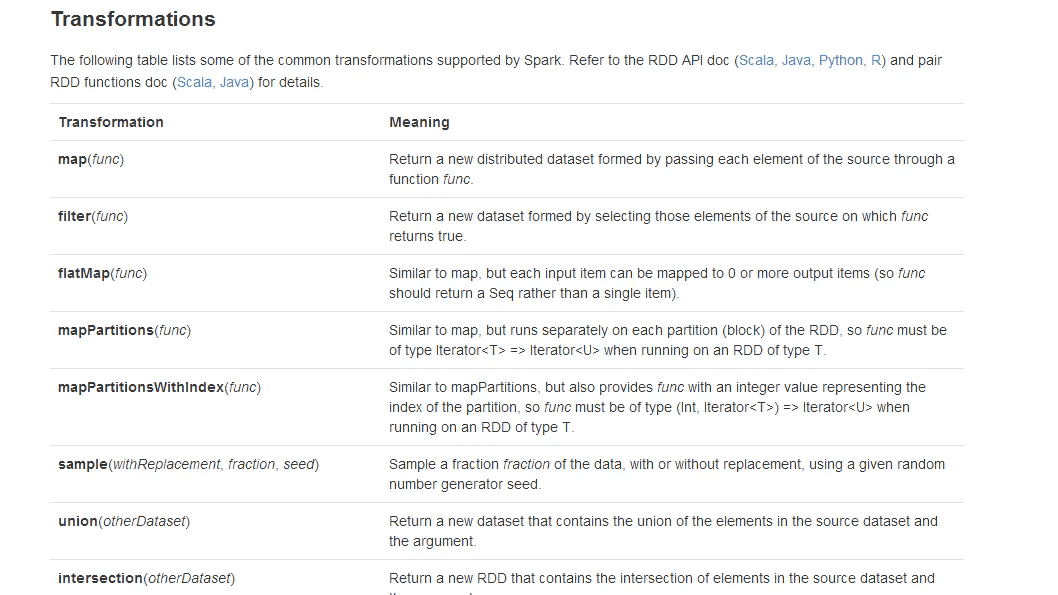 Transformations
The following table lists some of the common transformations supported by Spark. Refer to the RDD API doc (Scala, Java, Python, R) and pair
RDD functions doc (Scala, Java) for details.
Transformation Meaning
map(func) Return a new distributed dataset formed by passing each element of the source through a
function func.
filter(func) Return a new dataset formed by selecting those elements of the source on which func
returns true.
flatMap(func) Similar to map, but each input item can be mapped to 0 or more output items (so func
should return a Seq rather than a single item).
mapPartitions(func) Similar to map, but runs separately on each partition (block) of the RDD, so func must be
of type Iterator<T> => Iterator<U> when running on an RDD of type T.
mapPartitionsWithIndex(func) Similar to mapPartitions, but also provides func with an integer value representing the
index of the partition, so func must be of type (Int, Iterator<T>) => Iterator<U> when
running on an RDD of type T.
sample(withReplacement, fraction, seed) Sample a fraction fraction of the data, with or without replacement, using a given random
number generator seed.
union(otherDataset) Return a new dataset that contains the union of the elements in the source dataset and
the argument.
intersection(otherDataset) Return a new RDD that contains the intersection of elements in the source dataset and